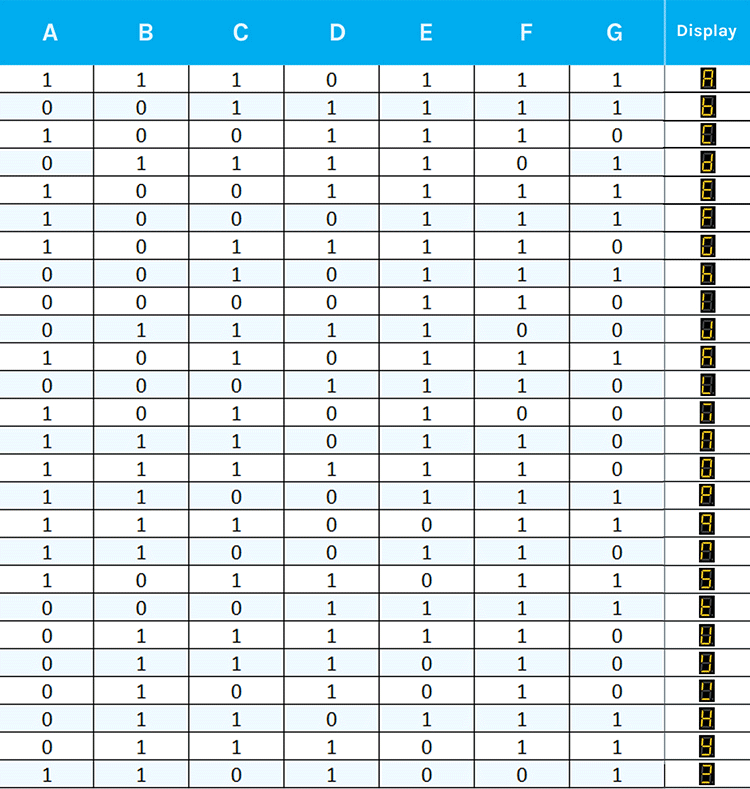 A B C D E F G Display
1 1 1 0 1 1 1 A
0 0 1 1 1 1 1 b
1 0 0 1 1 1 0 C
0 1 1 1 1 0 1 d
1 0 0 1 1 1 1 E
1 0 0 0 1 1 1 F
1 0 1 1 1 1 0 G
0 0 1 0 1 1 1 h
0 0 0 0 1 1 0 I
0 1 1 1 1 0 0 J
1 0 1 0 1 1 1
0 0 0 1 1 1 0 L
1 0 1 0 1 0 0
1 1 1 0 1 1 0
1 1 1 1 1 1 0 0
1 1 0 0 1 1 1 P
1 1 1 0 0 1 1 q
1 1 0 0 1 1 0
1 0 1 1 0 1 1 S
0 0 0 1 1 1 1 t
0 1 1 1 1 1 0 U
0 1 1 1 0 1 0
0 1 0 1 0 1 0
0 1 1 0 1 1 1 H
0 1 1 1 0 1 1 y
1 1 0 1 0 0 1